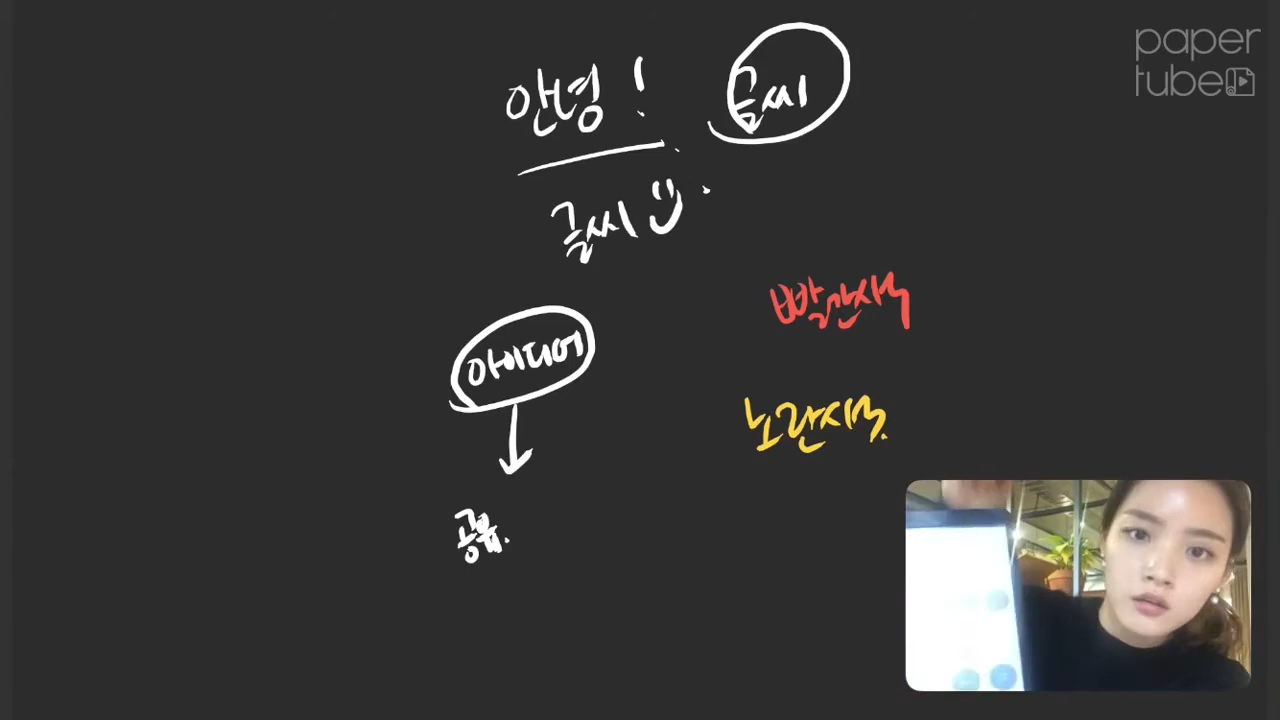 paper
tube
안녕!
글씨
글씨
빨간색
아이디어
노란색.
공유.